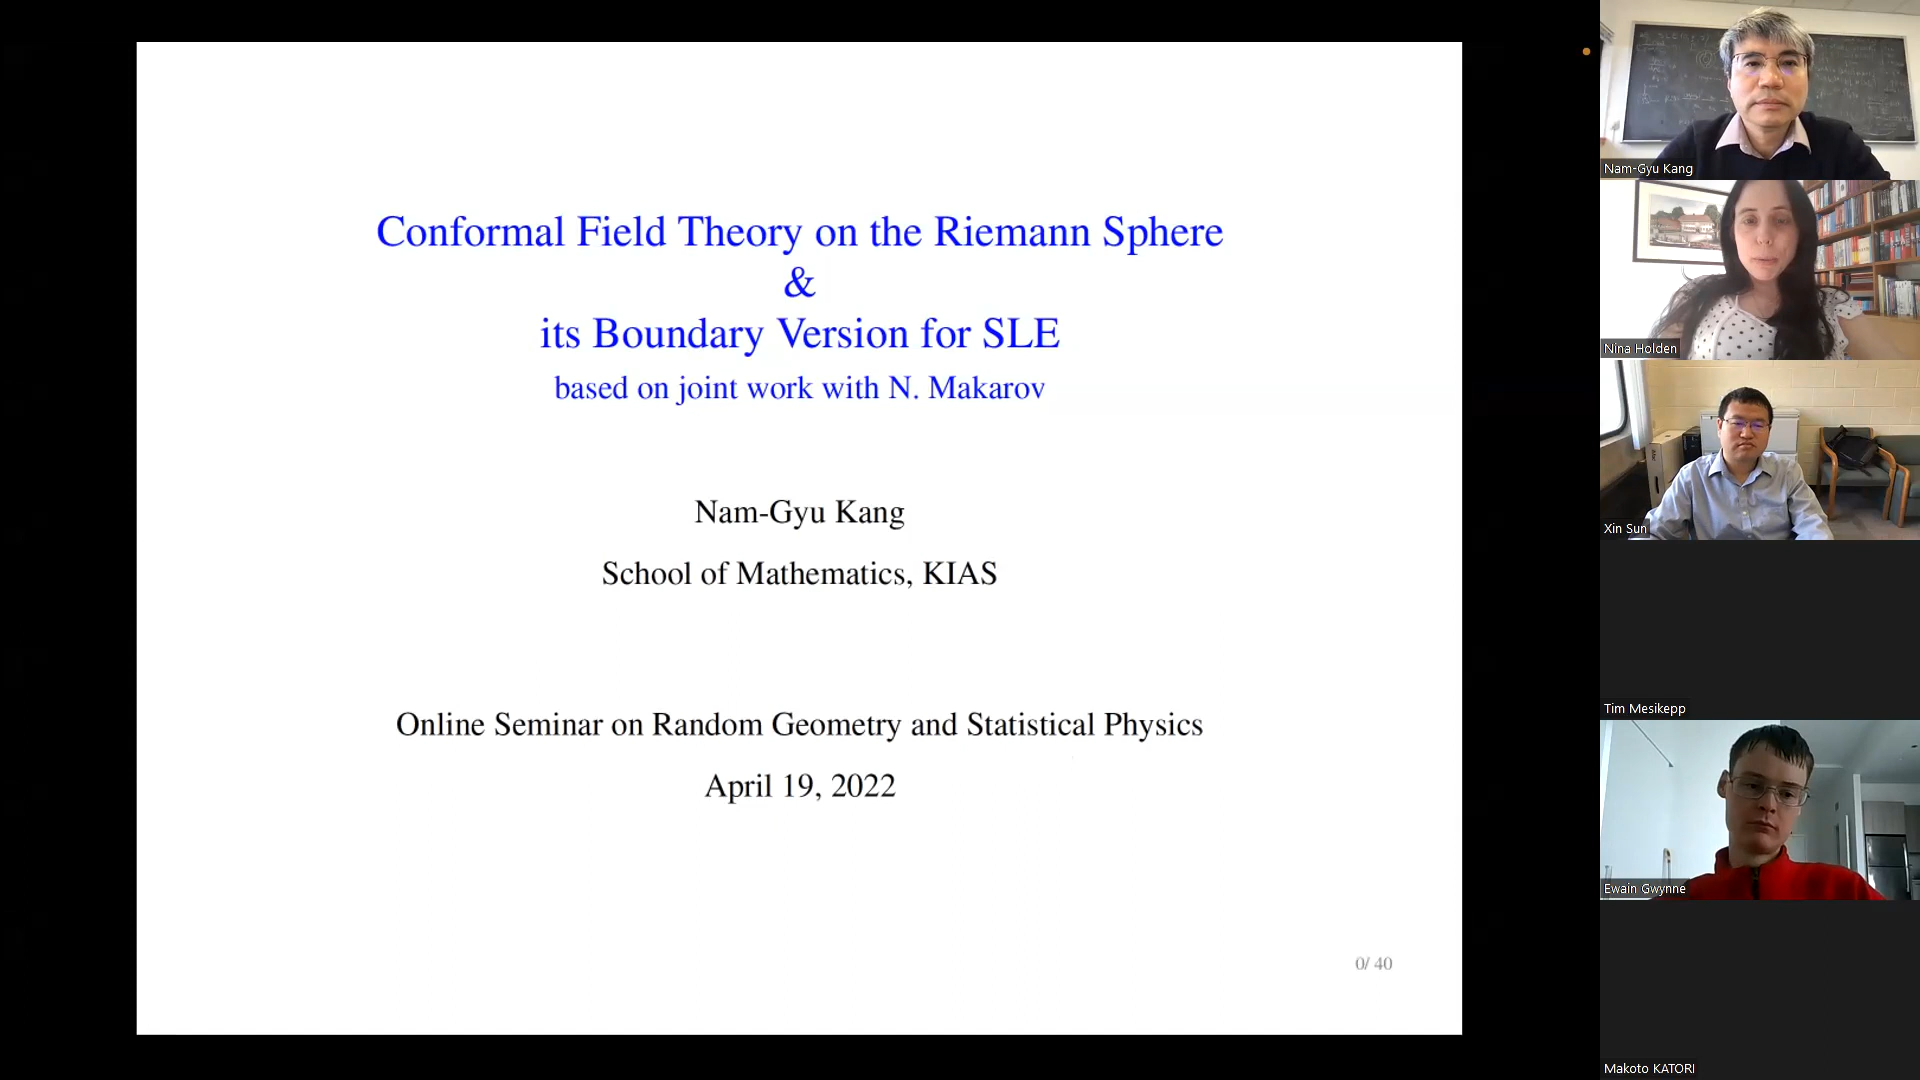 Conformal Field Theory on the Riemann Sphere
&
its Boundary Version for SLE
based on joint work with N. Makarov
Nam-Gyu Kang
School of Mathematics, KIAS
Online Seminar on Random Geometry and Statistical Physics
April 19, 2022
0/ 40
Nam-Gyu Kang
Nina Holden
Xin Sun
Tim Mesikepp
Ewain Gwynne
Makoto KATORI